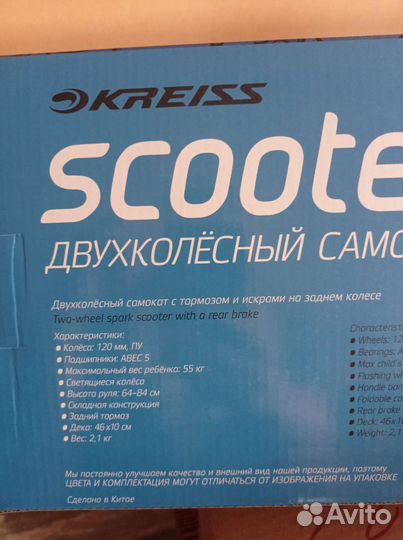 KREISS
scoote
ДВУХКОЛЁСНЫЙ САМО
Двухколёсный самокат с тормозом и искрами на заднем колесе
Two-wheel spark scooter with a rear brake
Характеристики:
• Колёса: 120 мм, ПУ
• Подшипники: ABEC 5
• Максимальный вес ребёнка: 55 кг
• Светящиеся колёса
• Высота руля: 64-84 см
• Складная конструкция
• Задний тормоз
• Дека: 46х10 см
• Вес: 2,1 кг
Characterist
• Wheels: 12
• Bearings: A
• Max child's
• Flashing wh
• Handle bar
• Foldable co
• Rear brake
• Deck: 46x1
• Weight: 2,1
Мы постоянно улучшаем качество и внешний вид нашей продукции, поэтому
ЦВЕТА И КОМПЛЕКТАЦИЯ МОГУТ ОТЛИЧАТЬСЯ ОТ ИЗОБРАЖЕНИЯ НА УПАКОВКЕ
Сделано в Китае
Avito